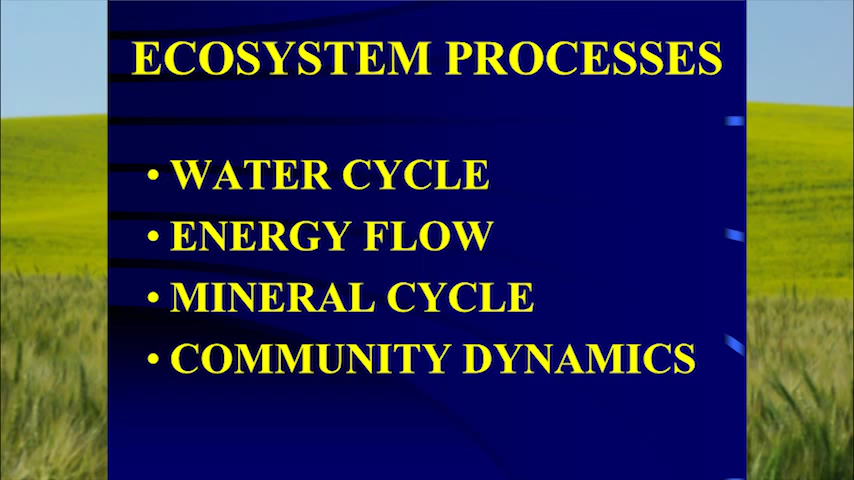 ECOSYSTEM PROCESSES
• WATER CYCLE
• ENERGY FLOW
• MINERAL CYCLE
• COMMUNITY DYNAMICS